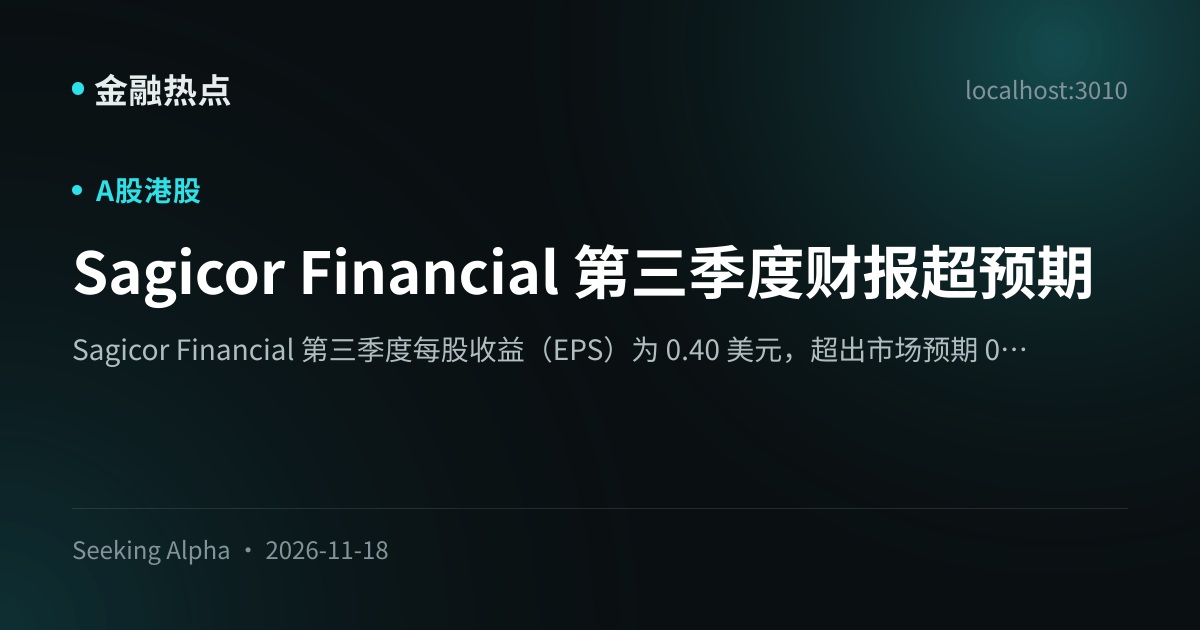 金融热点
localhost:3010
A股港股
Sagicor Financial 第三季度财报超预期
Sagicor Financial 第三季度每股收益（EPS）为 0.40 美元，超出市场预期 0…
Seeking Alpha · 2026-11-18